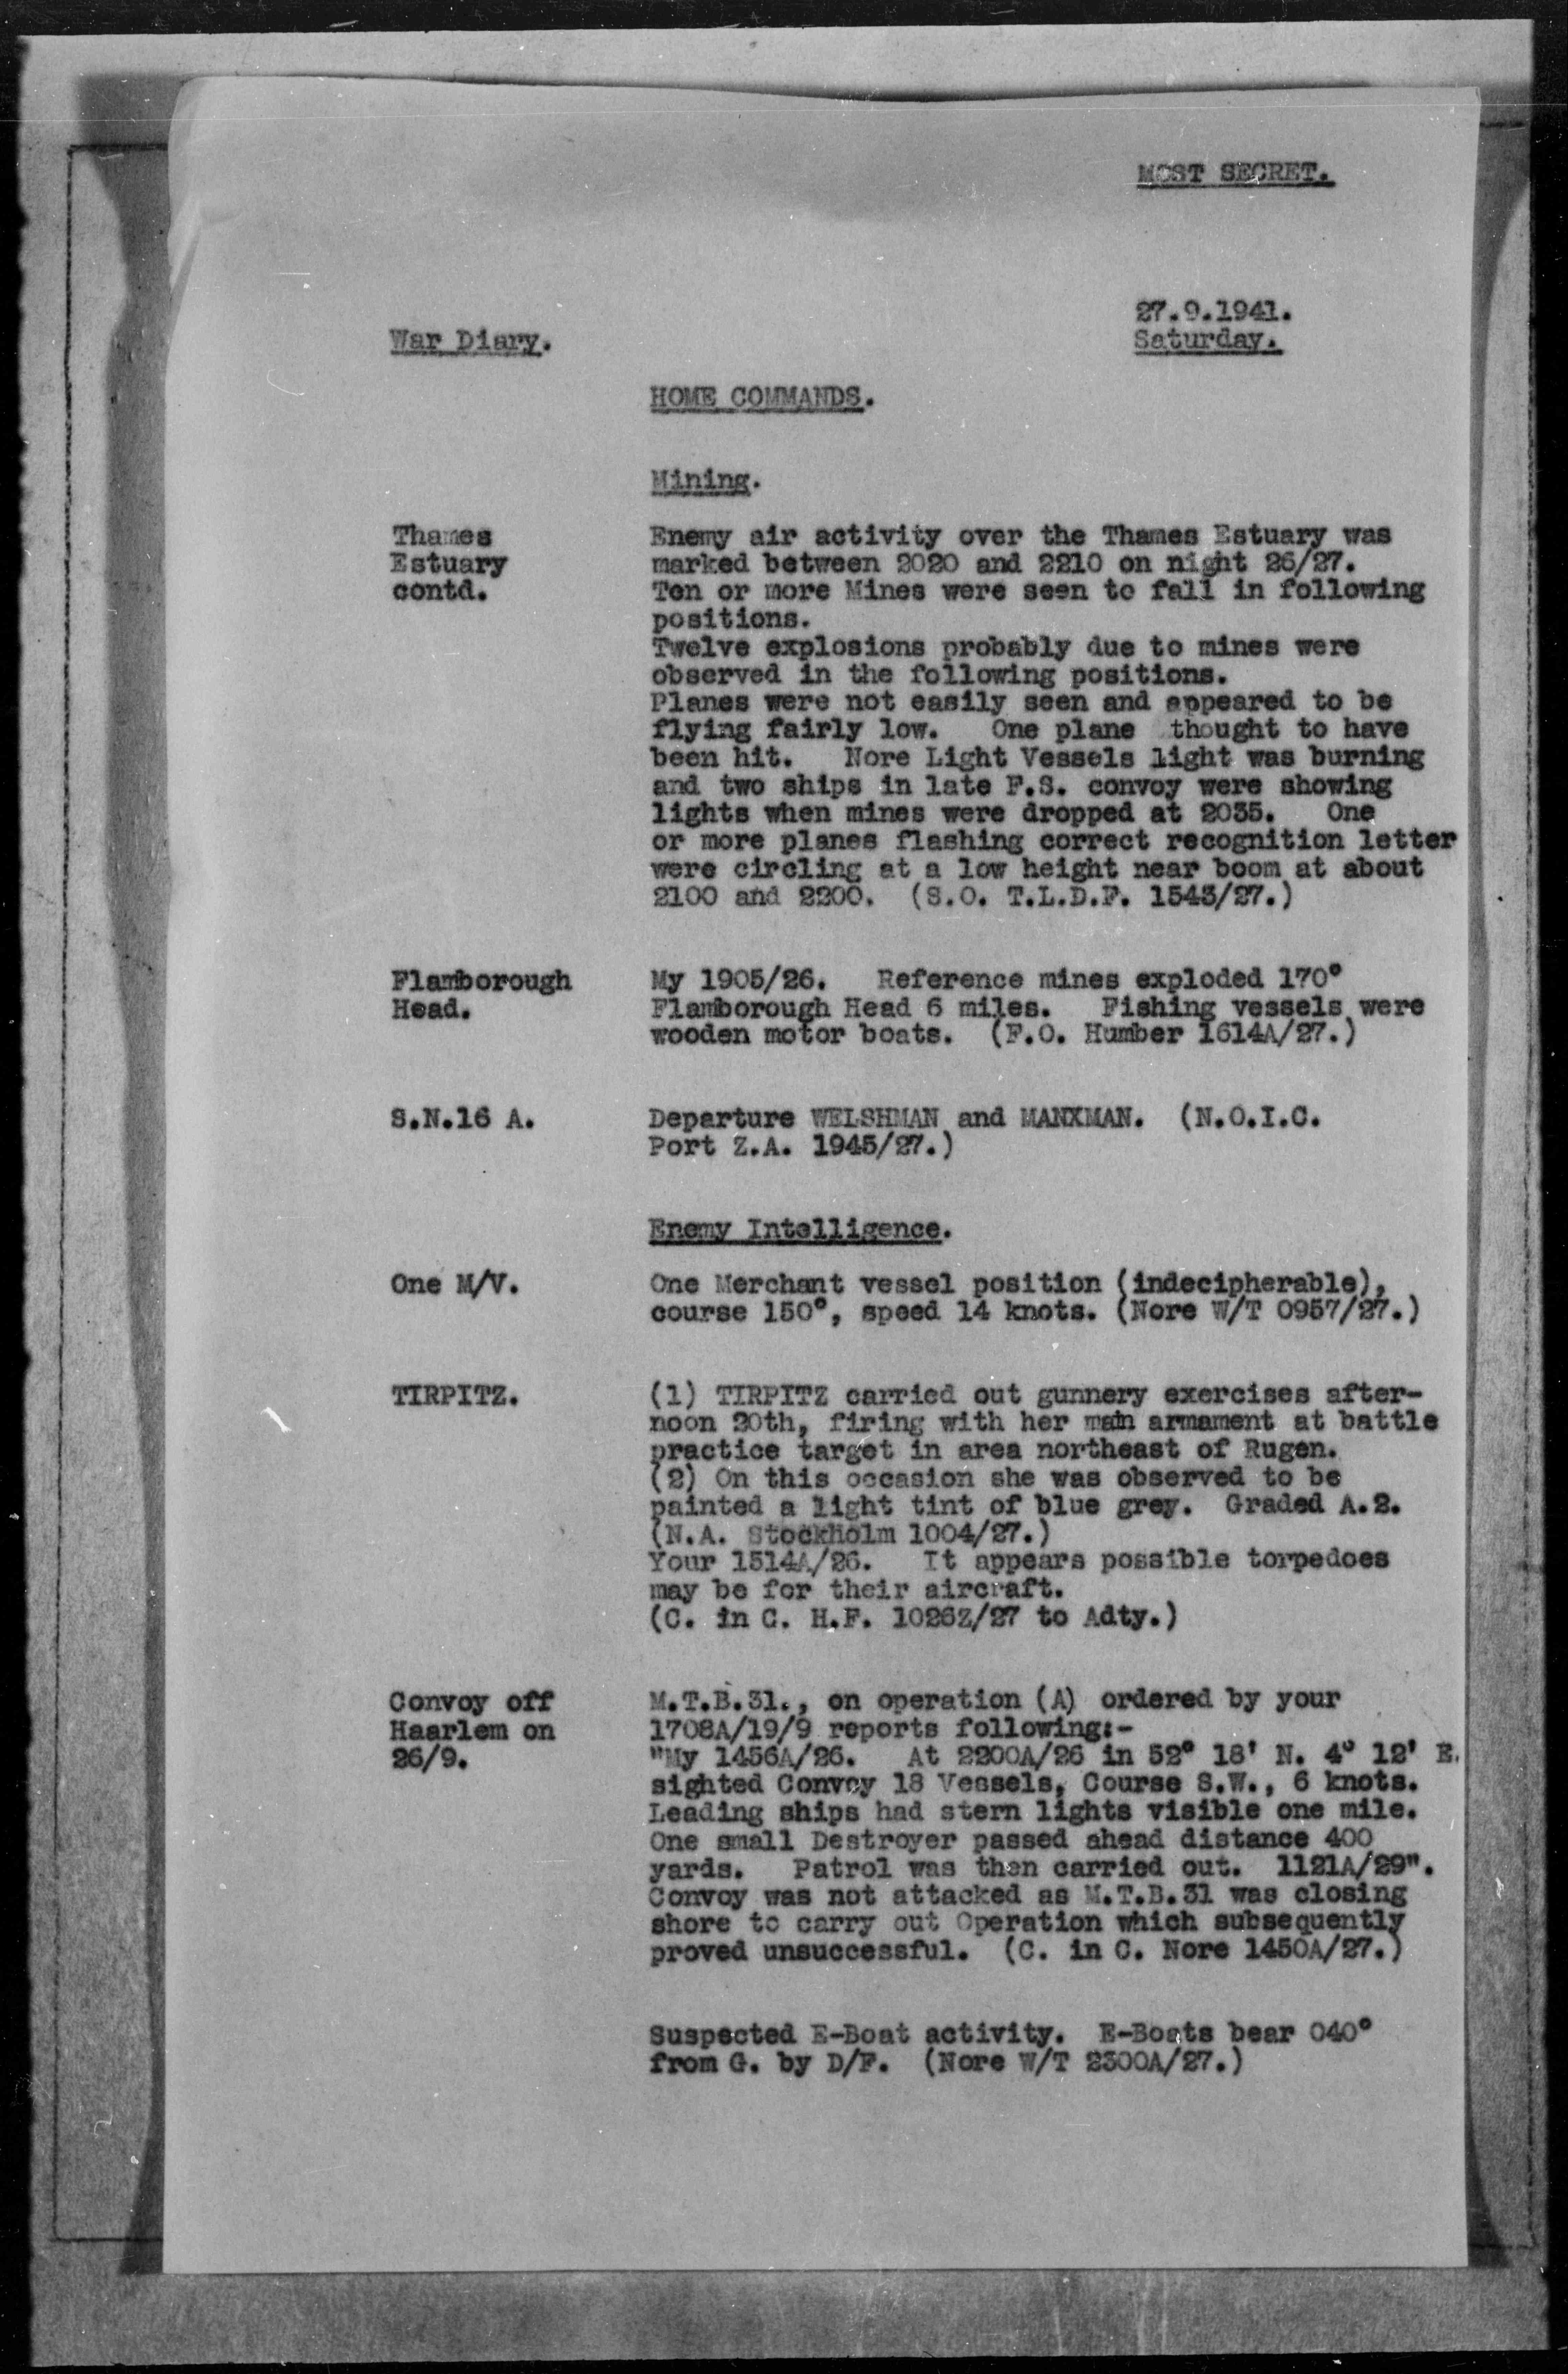 MOST SECRET.
27.9.1941.
War Diary.
Saturday.
HOME COMMANDS.
Mining.
Thames
Estuary
contd.
Enemy air activity over the Thames Estuary was
marked between 2020 and 2210 on night 26/27.
Ten or more Mines were seen to fall in following
positions.
Twelve explosions probably due to mines were
observed in the following positions.
Planes were not easily seen and appeared to be
flying fairly low. One plane thought to have
been hit. Nore Light Vessels light was burning
and two ships in late F.S. convoy were showing
lights when mines were dropped at 2035. One
or more planes flashing correct recognition letter
were circling at a low height near boom at about
2100 and 2200. (S.O. T.L.D.F. 1543/27.)
Flamborough
Head.
My 1905/26. Reference mines exploded 170°
Flamborough Head 6 miles. Fishing vessels were
wooden motor boats. (F.O. Humber 1614A/27.)
S.N.16 A.
Departure WELSHMAN and MANXMAN. (N.O.I.C.
Port Z.A. 1945/27.)
Enemy Intelligence.
One M/V.
One Merchant vessel position (indecipherable),
course 150°, speed 14 knots. (Nore W/T 0957/27.)
TIRPITZ.
(1) TIRPITZ carried out gunnery exercises after-
noon 20th, firing with her main armament at battle
practice target in area northeast of Rugen.
(2) On this occasion she was observed to be
painted a light tint of blue grey. Graded A.2.
(N.A. Stockholm 1004/27.)
Your 1514A/26. It appears possible torpedoes
may be for their aircraft.
(C. in C. H.F. 1026Z/27 to Adty.)
Convoy off
Haarlem on
26/9.
M.T.B.31., on operation (A) ordered by your
1708A/19/9 reports following:-
"My 1456A/26. At 2200A/26 in 52° 18' N. 4° 12' E.
sighted Convoy 18 Vessels, Course S.W., 6 knots.
Leading ships had stern lights visible one mile.
One small Destroyer passed ahead distance 400
yards. Patrol was then carried out. 1121A/29".
Convoy was not attacked as M.T.B.31 was closing
shore to carry out Operation which subsequently
proved unsuccessful. (C. in C. Nore 1450A/27.)
Suspected E-Boat activity. E-Boats bear 040°
from G. by D/F. (Nore W/T 2300A/27.)